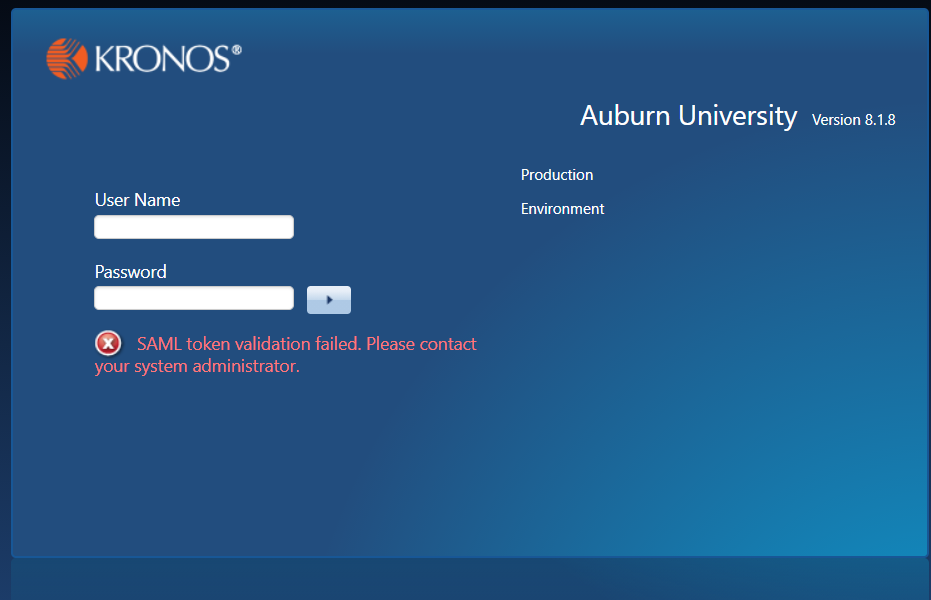 KRONOS®
Auburn University Version 8.1.8
Production
Environment
User Name
Password
SAML token validation failed. Please contact
your system administrator.